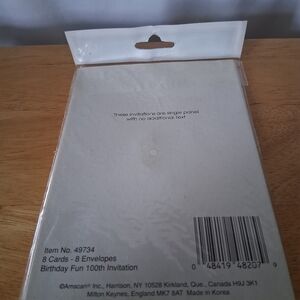 These invitations are single panel
with no additional text
Item No. 49734
8 Cards - 8 Envelopes
Birthday Fun 100th Invitation
0 48419 48207 9
©Amscan® Inc., Harrison, NY 10528 Kirkland, Que., Canada H9J 3K1
Milton Keynes, England MK7 8AT Made in Korea